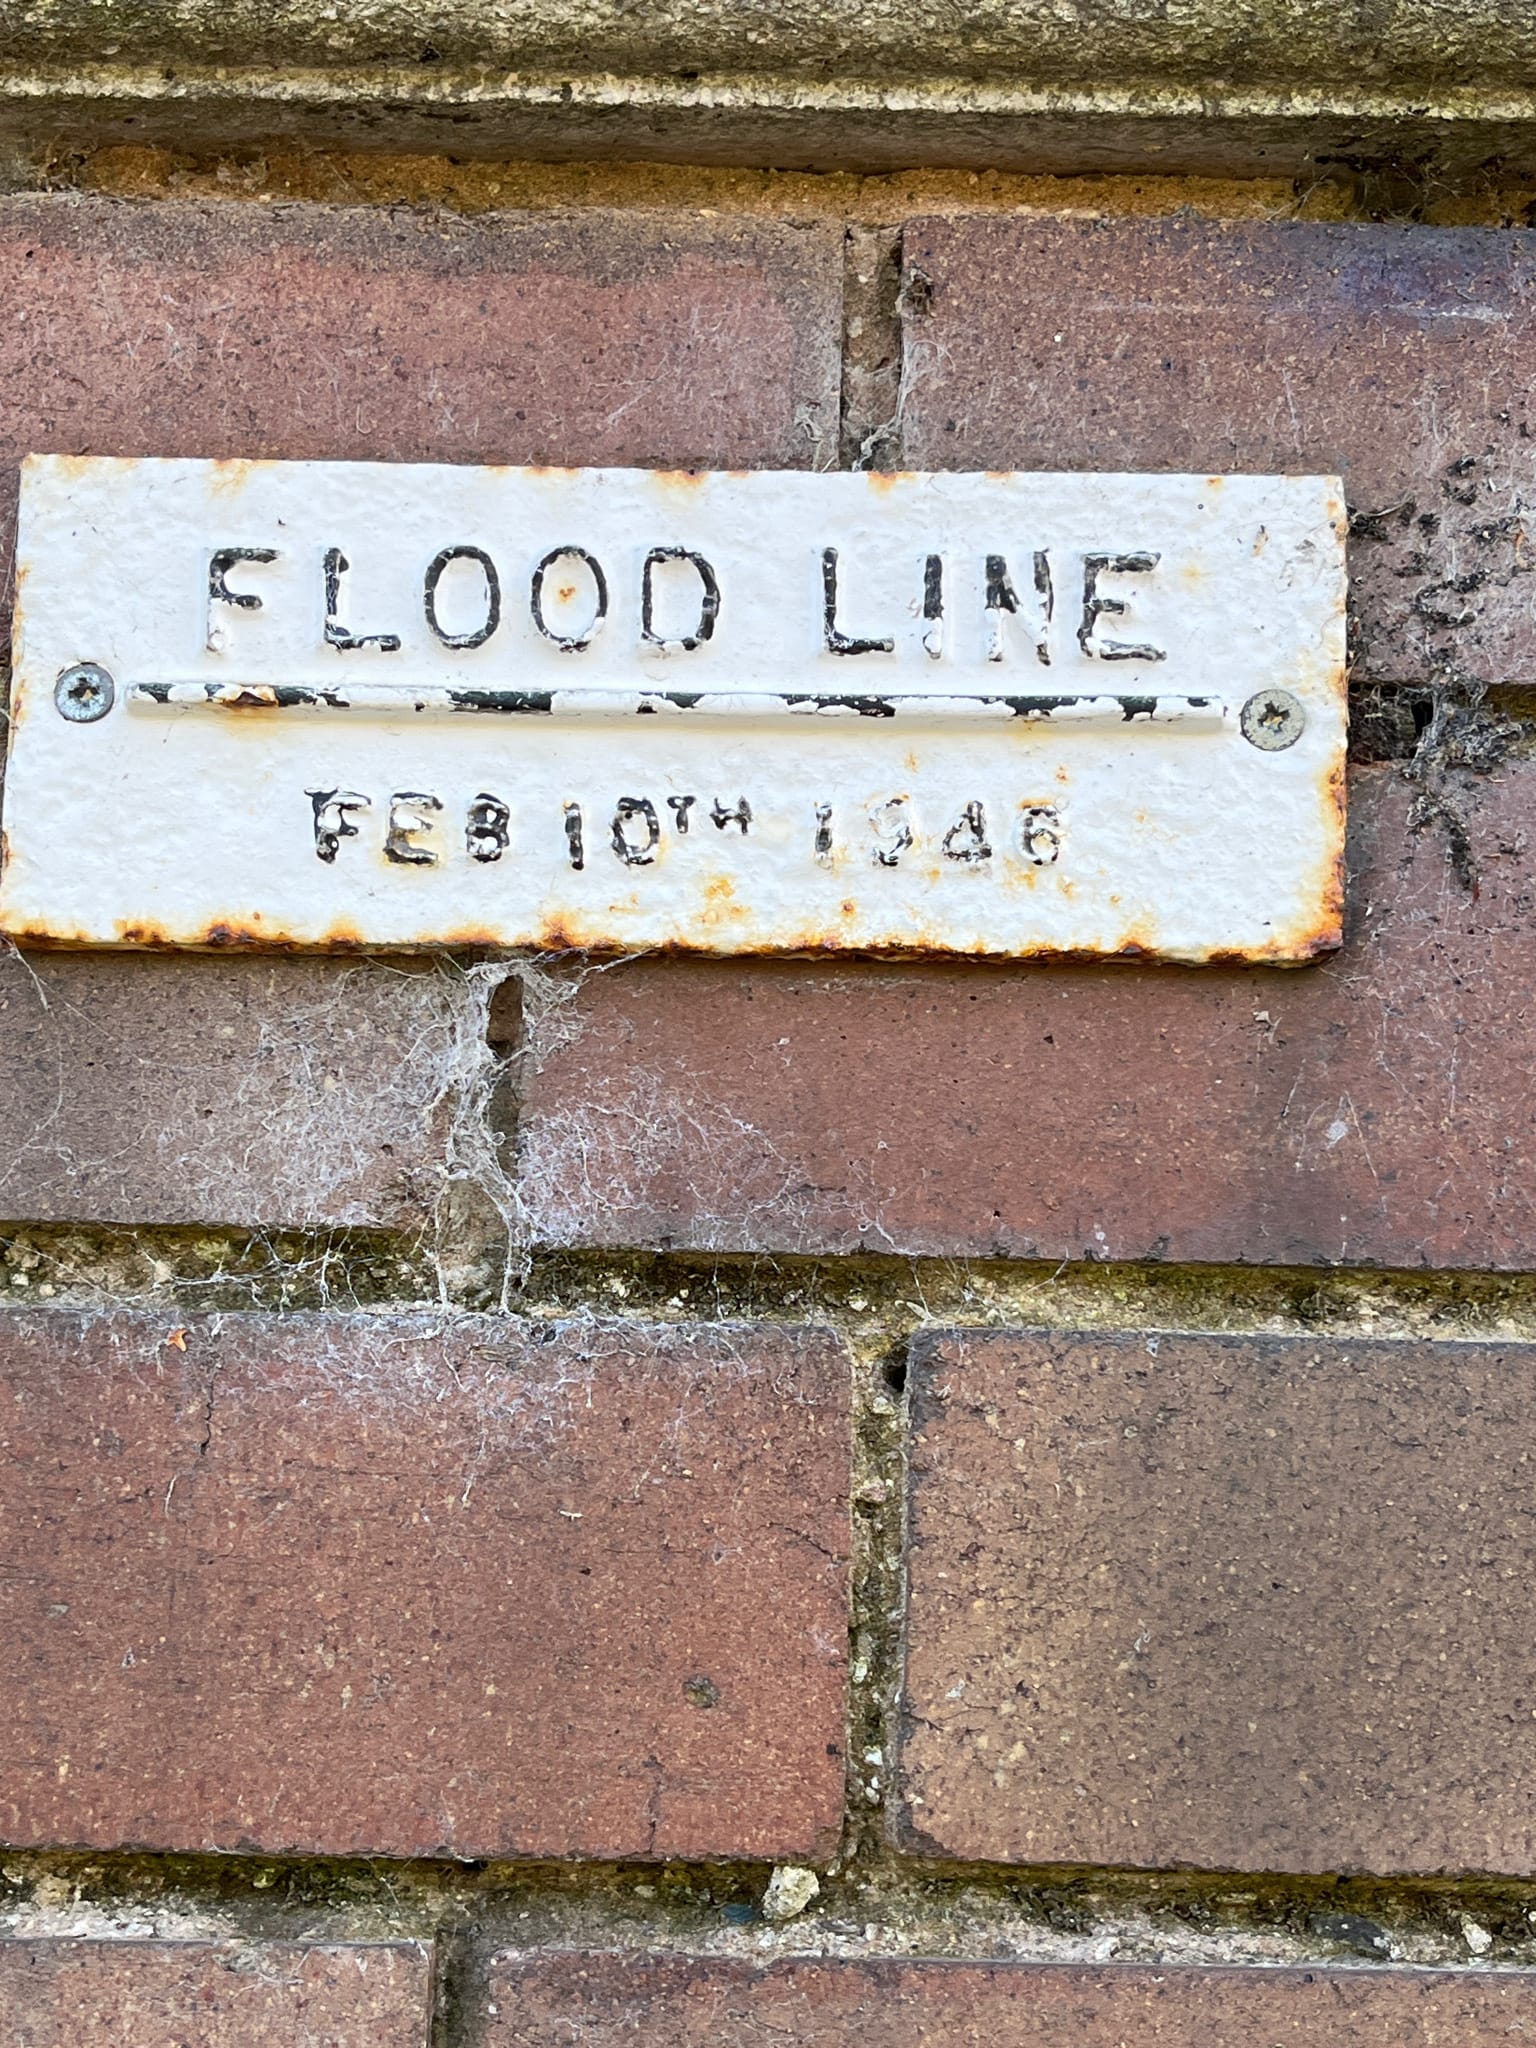 FLOOD LINE
FEB 10TH 1946